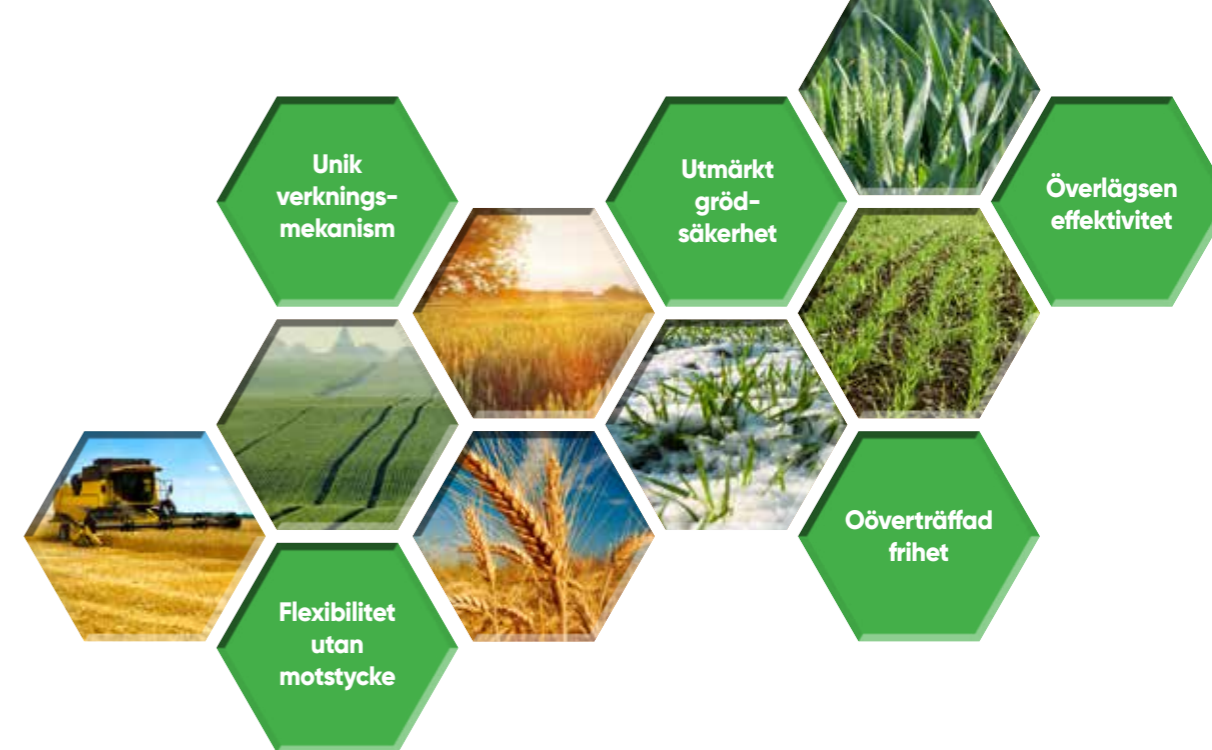 Unik
verknings-
mekanism
Utmärkt
gröd-
säkerhet
Överlägsen
effektivitet
Oöverträffad
frihet
Flexibilitet
utan
motstycke